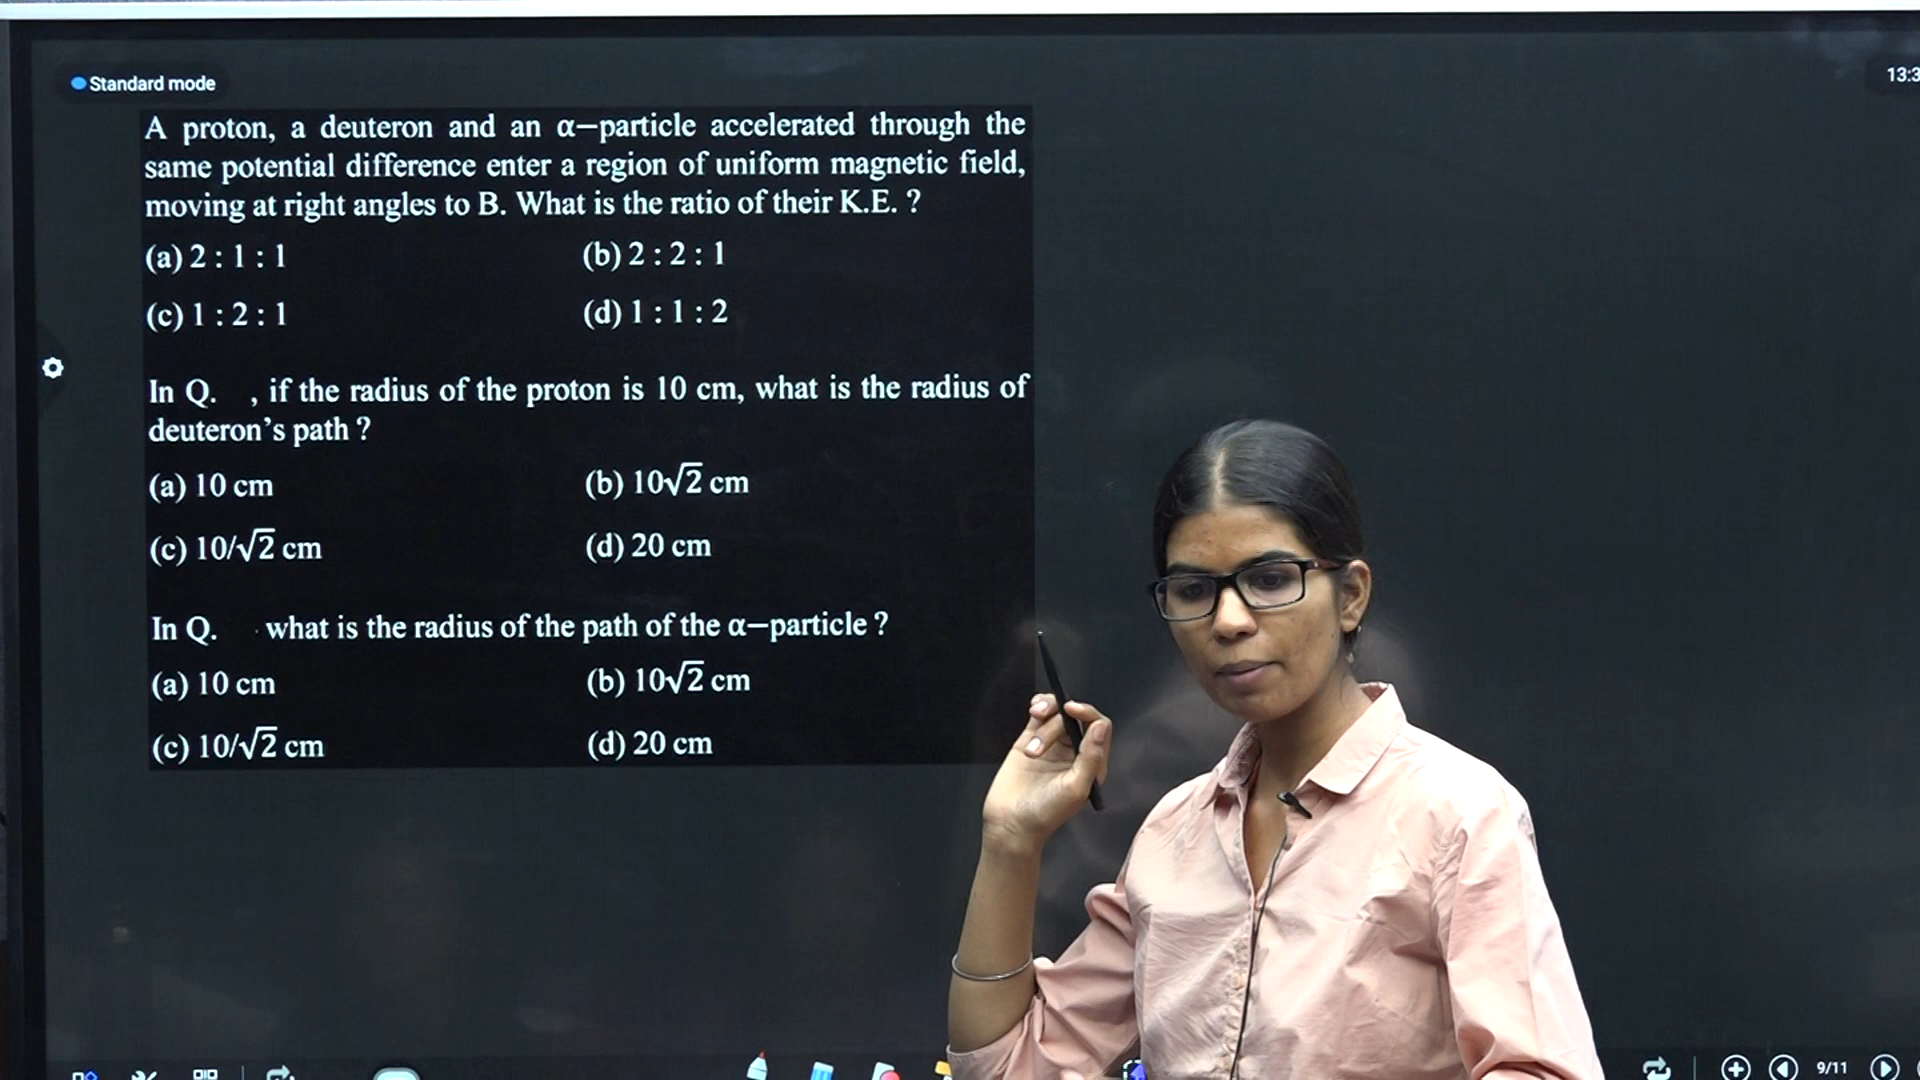 Standard mode
13:3
A proton, a deuteron and an α–particle accelerated through the
same potential difference enter a region of uniform magnetic field,
moving at right angles to B. What is the ratio of their K.E. ?
(a) 2 : 1 : 1 (b) 2 : 2 : 1
(c) 1 : 2 : 1 (d) 1 : 1 : 2
In Q. , if the radius of the proton is 10 cm, what is the radius of
deuteron's path ?
(a) 10 cm (b) 10√2 cm
(c) 10/√2 cm (d) 20 cm
In Q. what is the radius of the path of the α–particle ?
(a) 10 cm (b) 10√2 cm
(c) 10/√2 cm (d) 20 cm
9/11